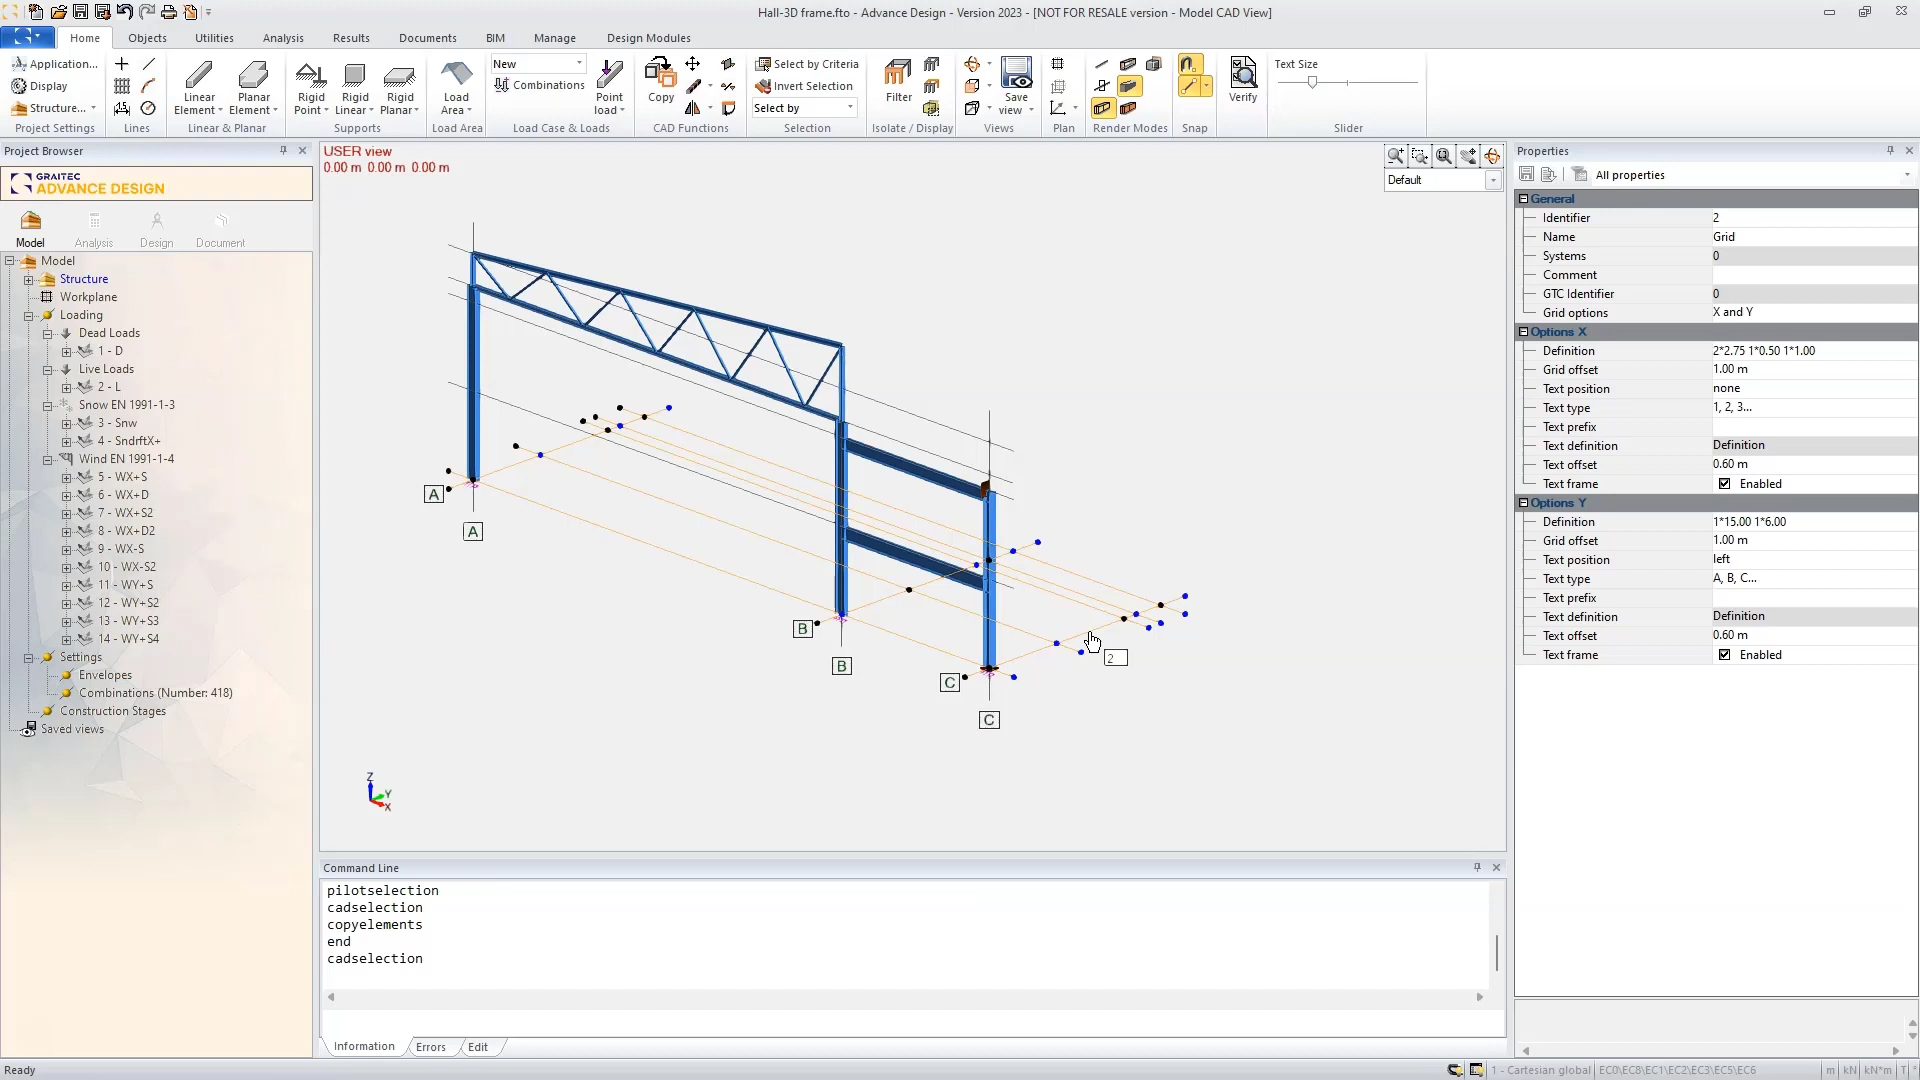 Hall-3D frame.fto - Advance Design - Version 2023 - [NOT FOR RESALE version - Model CAD View]
Home
Objects
Utilities
Analysis
Results
Documents
BIM
Manage
Design Modules
Application...
Display
Structure...
Project Settings
Lines
Linear Element
Planar Element
Linear & Planar
Rigid Point
Rigid Linear
Rigid Planar
Supports
Load Area
Load Area
New
Combinations
Point load
Load Case & Loads
Copy
CAD Functions
Select by Criteria
Invert Selection
Select by
Selection
Filter
Isolate / Display
Save view
Views
Plan
Render Modes
Snap
Verify
Text Size
Slider
Project Browser
GRAITEC
ADVANCE DESIGN
Model
Analysis
Design
Document
Model
Structure
Workplane
Loading
Dead Loads
1 - D
Live Loads
2 - L
Snow EN 1991-1-3
3 - Snw
4 - SndrftX+
Wind EN 1991-1-4
5 - WX+S
6 - WX+D
7 - WX+S2
8 - WX+D2
9 - WX-S
10 - WX-S2
11 - WY+S
12 - WY+S2
13 - WY+S3
14 - WY+S4
Settings
Envelopes
Combinations (Number: 418)
Construction Stages
Saved views
USER view
0.00 m 0.00 m 0.00 m
Default
A
A
B
B
C
C
2
Z
Y
X
Command Line
pilotselection
cadselection
copyelements
end
cadselection
Information
Errors
Edit
Properties
All properties
General
Identifier 2
Name Grid
Systems 0
Comment
GTC Identifier 0
Grid options X and Y
Options X
Definition 2*2.75 1*0.50 1*1.00
Grid offset 1.00 m
Text position none
Text type 1, 2, 3...
Text prefix
Text definition Definition
Text offset 0.60 m
Text frame Enabled
Options Y
Definition 1*15.00 1*6.00
Grid offset 1.00 m
Text position left
Text type A, B, C...
Text prefix
Text definition Definition
Text offset 0.60 m
Text frame Enabled
Ready
1 - Cartesian global
EC0\EC8\EC1\EC2\EC3\EC5\EC6
m
kN
kN*m
T
°